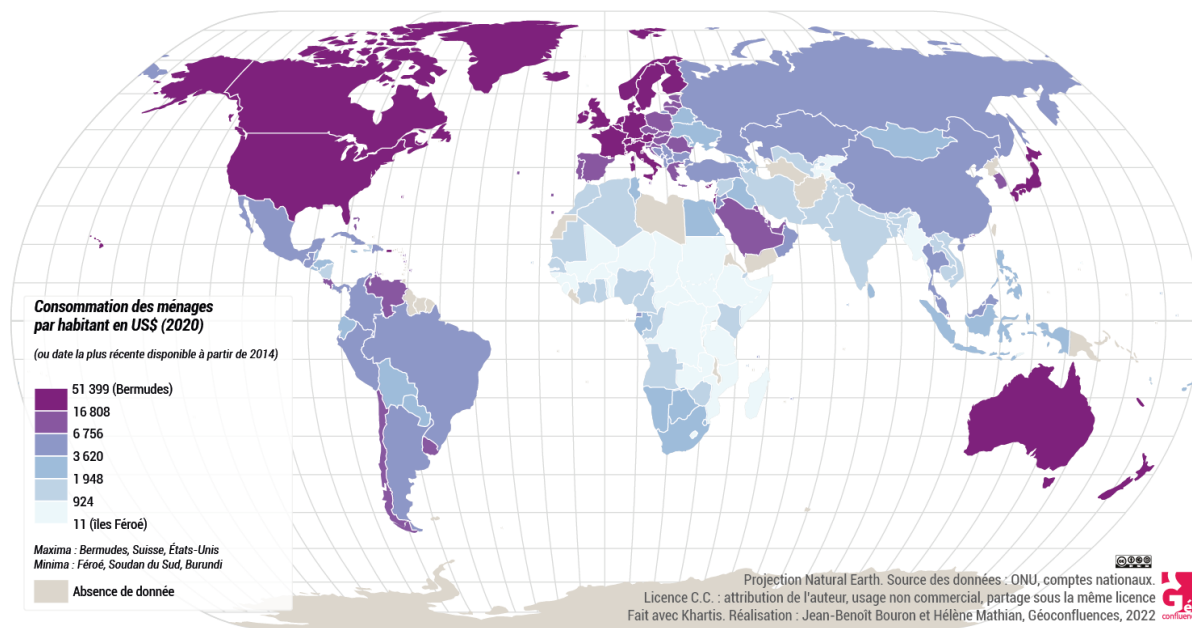 Consommation des ménages
par habitant en US$ (2020)
(ou date la plus récente disponible à partir de 2014)
51 399 (Bermudes)
16 808
6 756
3 620
1 948
924
11 (îles Féroé)
Maxima : Bermudes, Suisse, États-Unis
Minima : Féroé, Soudan du Sud, Burundi
Absence de donnée
Projection Natural Earth. Source des données : ONU, comptes nationaux.
Licence C.C. : attribution de l'auteur, usage non commercial, partage sous la même licence
Fait avec Khartis. Réalisation : Jean-Benoît Bouron et Hélène Mathian, Géoconfluences, 2022